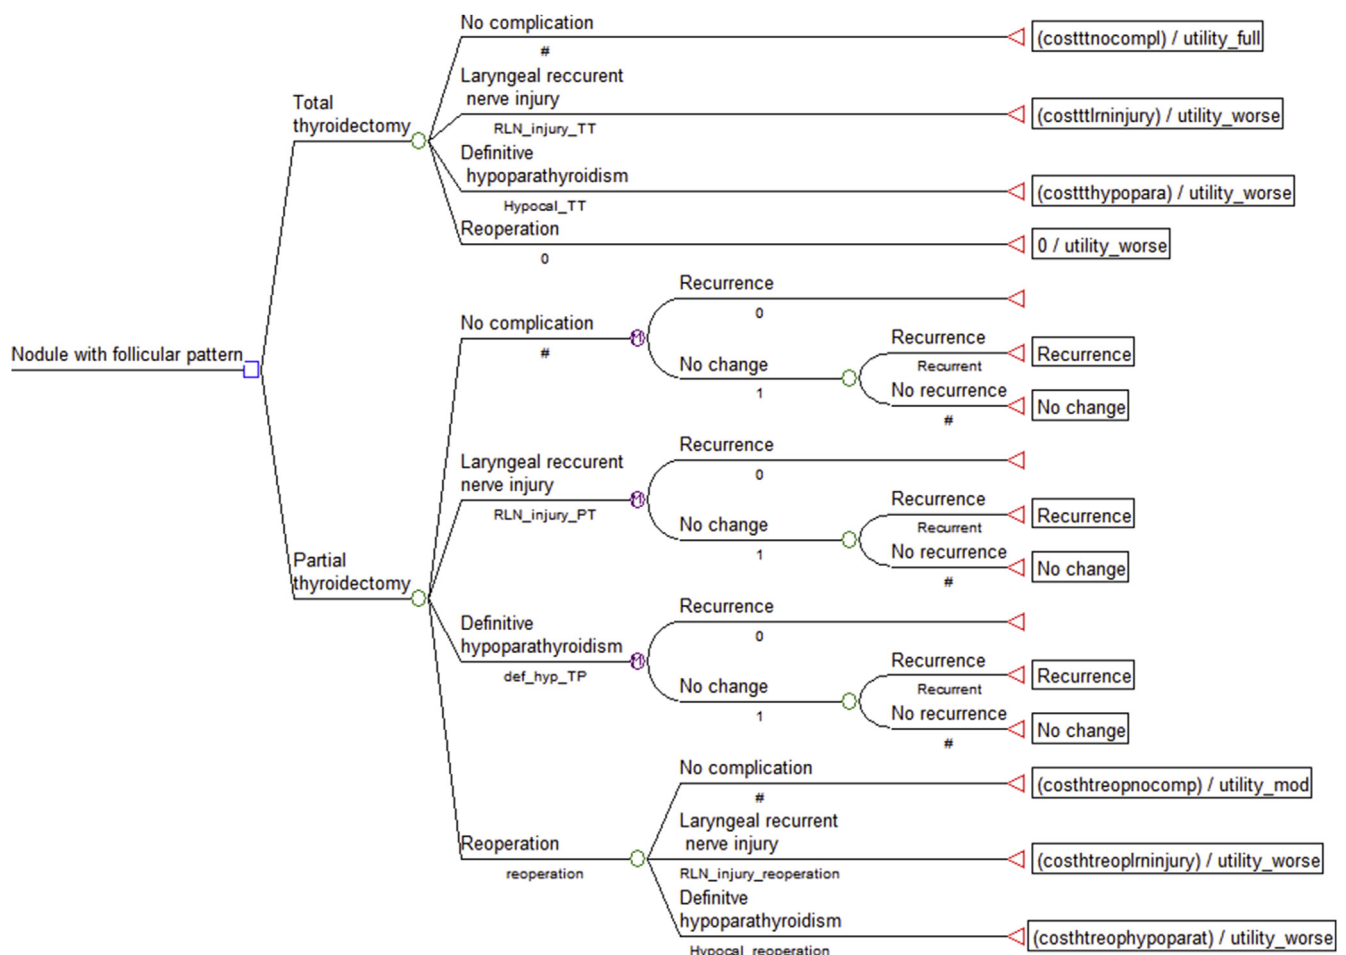 No complication
#
(costttnocompl) / utility_full
Laryngeal reccurent
nerve injury
RLN_injury_TT
(costttlrninjury) / utility_worse
Total
thyroidectomy
Definitive
hypoparathyroidism
Hypocal_TT
(costtthypopara) / utility_worse
Reoperation
0
0 / utility_worse
Nodule with follicular pattern
No complication
#
Recurrence
0
No change
1
Recurrence
Recurrent
Recurrence
No recurrence
#
No change
Laryngeal reccurent
nerve injury
RLN_injury_PT
Recurrence
0
No change
1
Recurrence
Recurrent
Recurrence
No recurrence
#
No change
Partial
thyroidectomy
Definitive
hypoparathyroidism
def_hyp_TP
Recurrence
0
No change
1
Recurrence
Recurrent
Recurrence
No recurrence
#
No change
Reoperation
reoperation
No complication
#
(costhtreopnocomp) / utility_mod
Laryngeal recurrent
nerve injury
RLN_injury_reoperation
(costhtreoplrninjury) / utility_worse
Definitve
hypoparathyroidism
Hypocal_reoperation
(costhtreophypoparat) / utility_worse